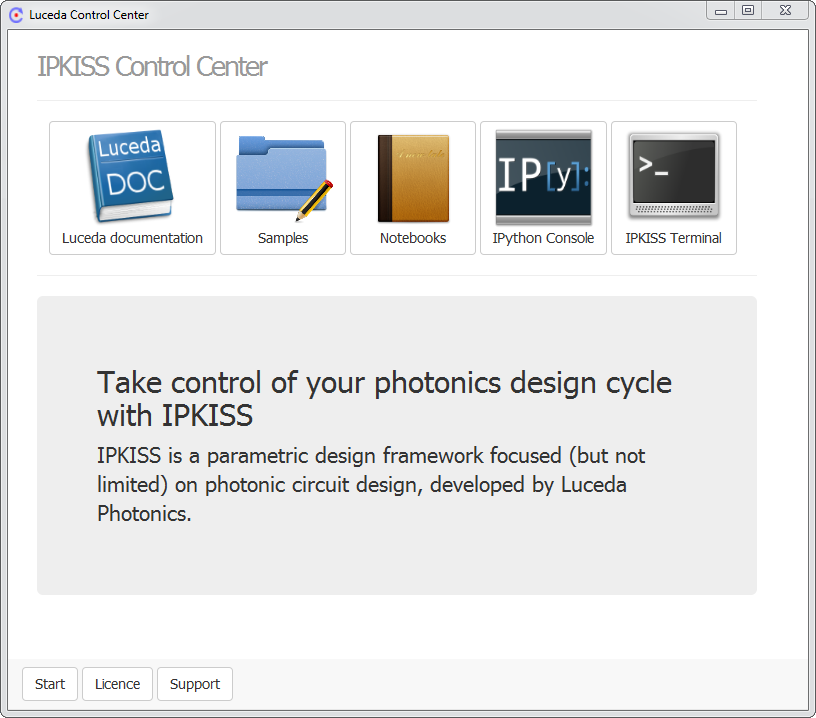 Luceda Control Center
IPKISS Control Center
Luceda
DOC
IP[y]:
>_
Luceda documentation
Samples
Notebooks
IPython Console
IPKISS Terminal
Take control of your photonics design cycle
with IPKISS
IPKISS is a parametric design framework focused (but not
limited) on photonic circuit design, developed by Luceda
Photonics.
Start
Licence
Support